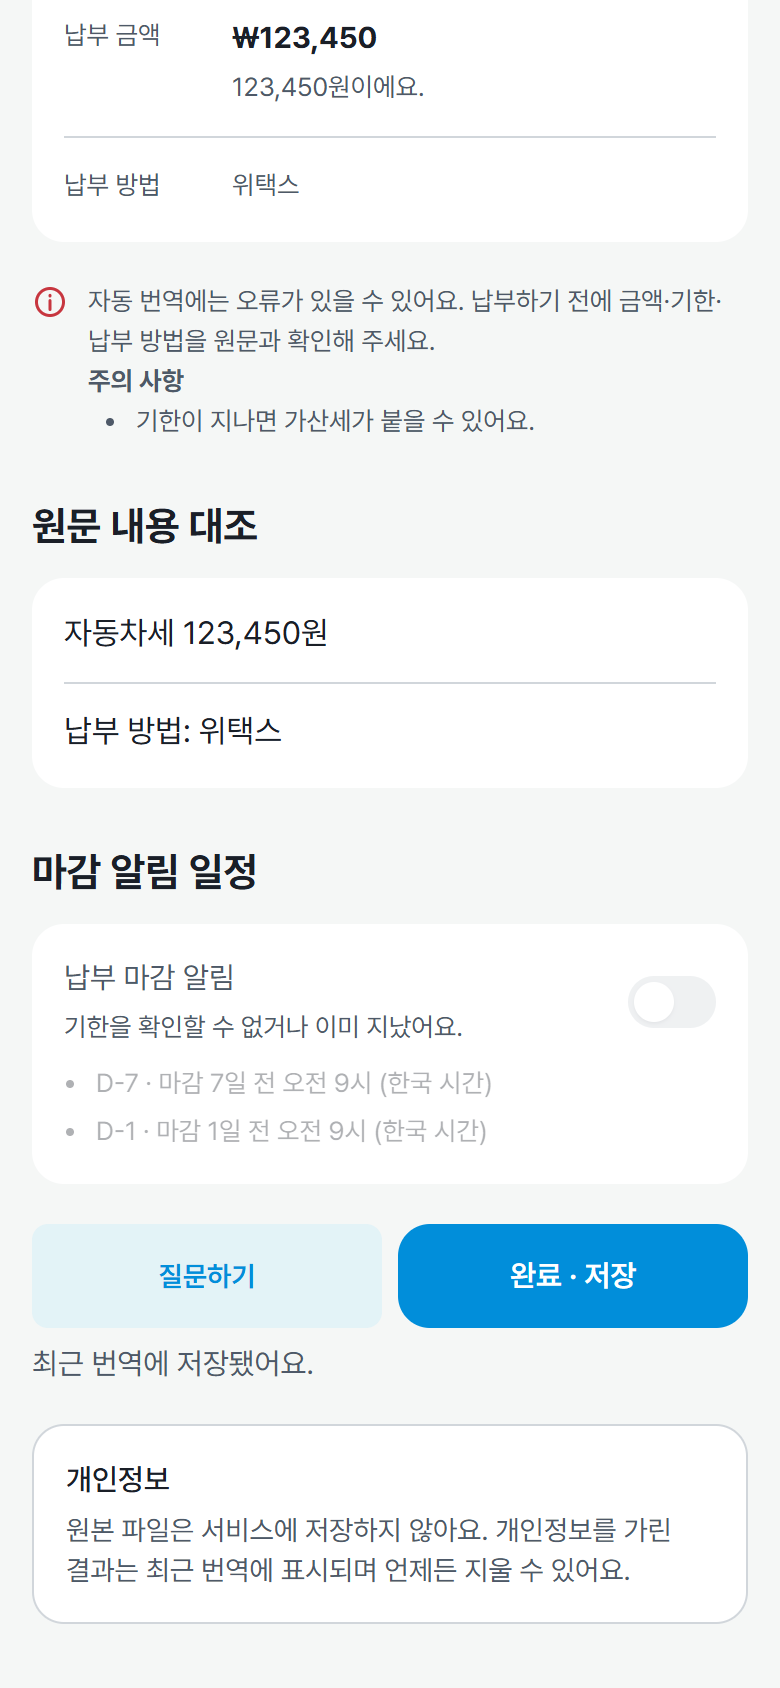 납부 금액
₩123,450
123,450원이에요.
납부 방법
위택스
자동 번역에는 오류가 있을 수 있어요. 납부하기 전에 금액·기한·
납부 방법을 원문과 확인해 주세요.
주의 사항
• 기한이 지나면 가산세가 붙을 수 있어요.
원문 내용 대조
자동차세 123,450원
납부 방법: 위택스
마감 알림 일정
납부 마감 알림
기한을 확인할 수 없거나 이미 지났어요.
• D-7 · 마감 7일 전 오전 9시 (한국 시간)
• D-1 · 마감 1일 전 오전 9시 (한국 시간)
질문하기
완료 · 저장
최근 번역에 저장됐어요.
개인정보
원본 파일은 서비스에 저장하지 않아요. 개인정보를 가린
결과는 최근 번역에 표시되며 언제든 지울 수 있어요.